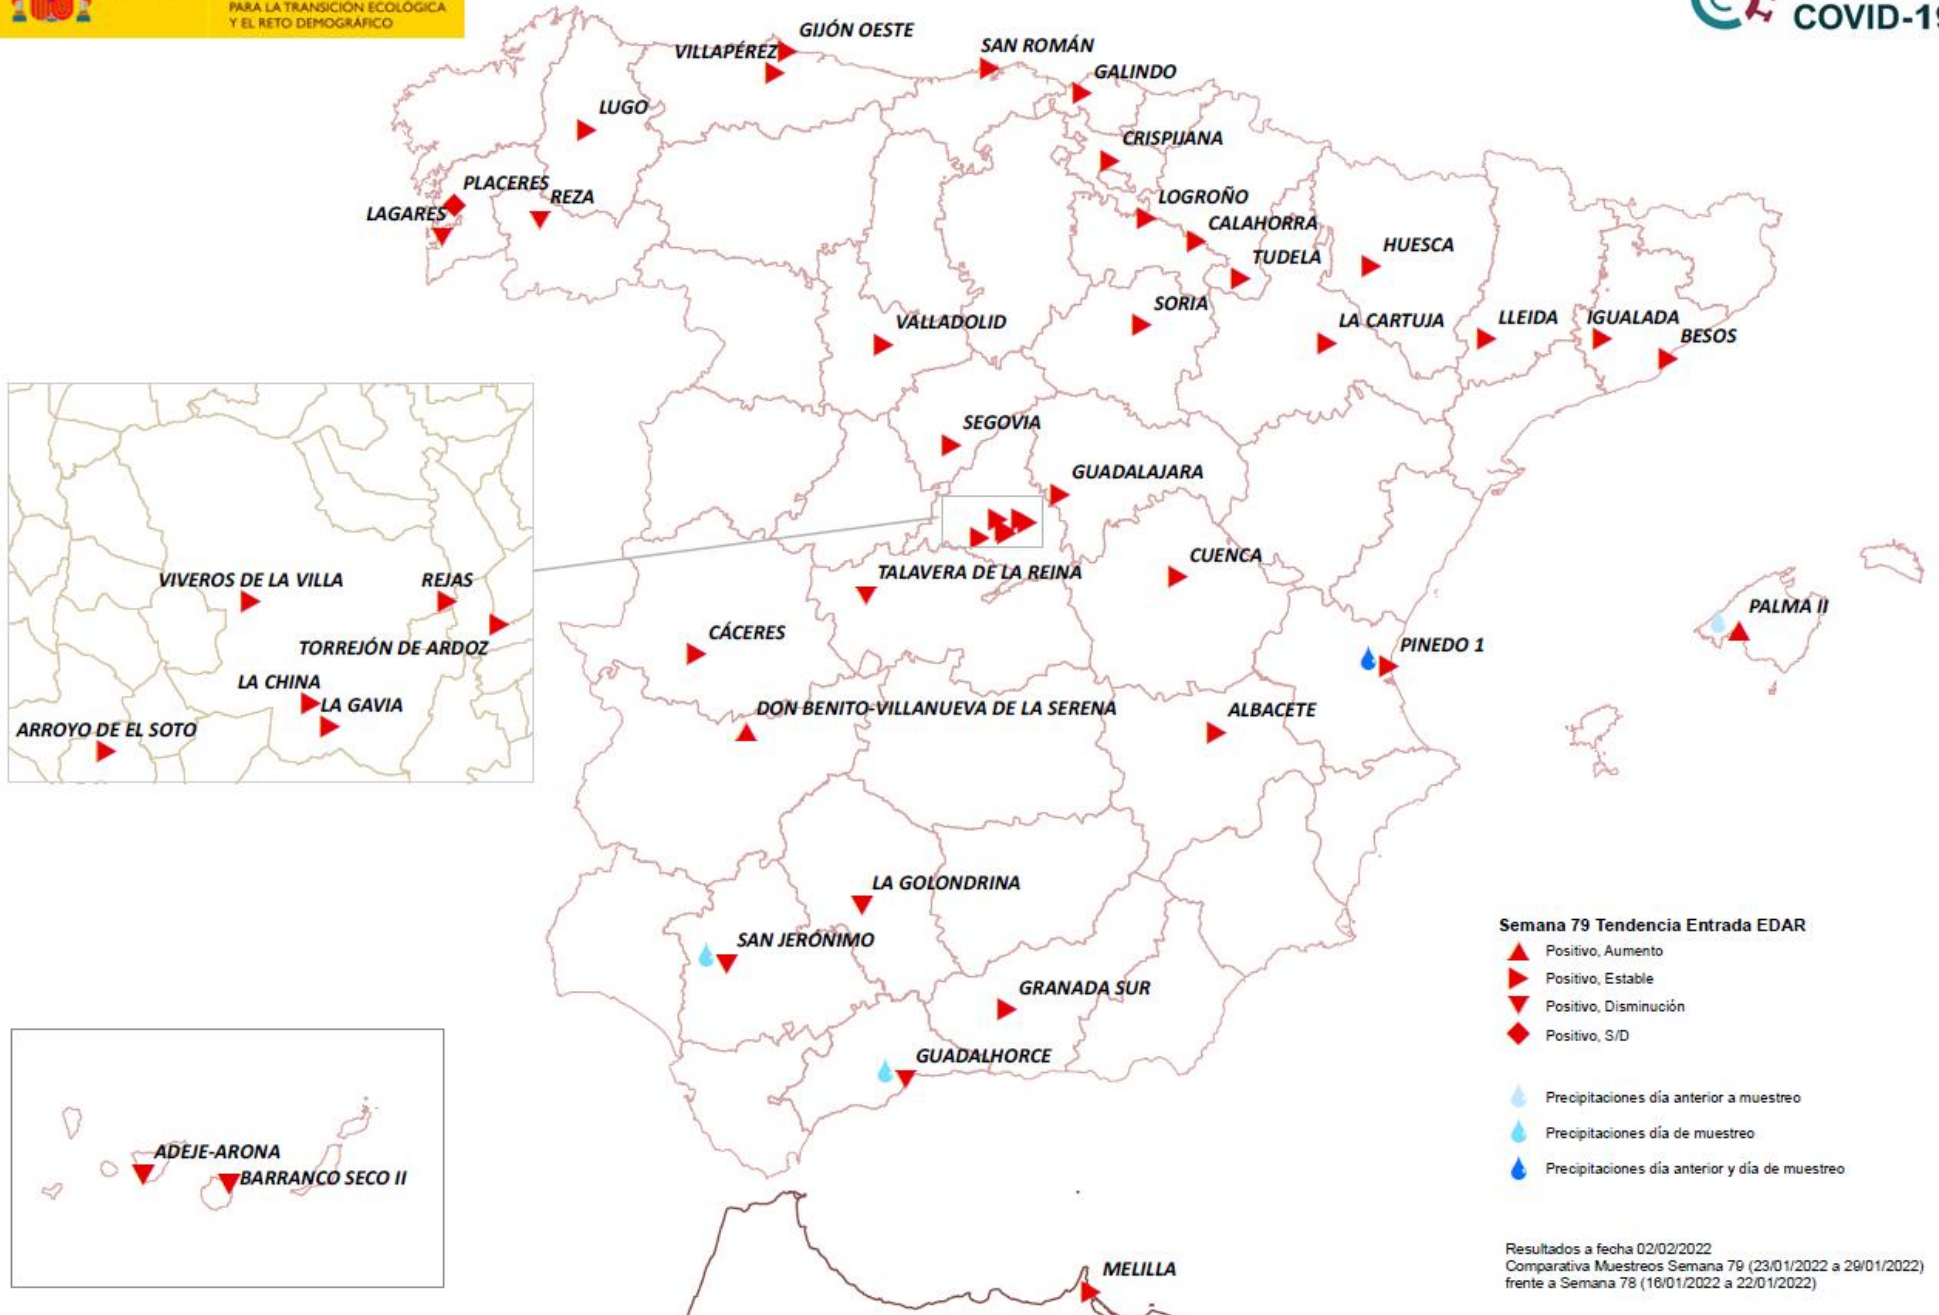 PARA LA TRANSICIÓN ECOLÓGICA
Y EL RETO DEMOGRÁFICO
COVID-19
GIJÓN OESTE
VILLAPÉREZ
SAN ROMÁN
GALINDO
LUGO
CRISPIJANA
PLACERES
REZA
LAGARES
LOGROÑO
CALAHORRA
TUDELA
HUESCA
SORIA
VALLADOLID
LA CARTUJA
LLEIDA
IGUALADA
BESOS
SEGOVIA
GUADALAJARA
CUENCA
TALAVERA DE LA REINA
VIVEROS DE LA VILLA
REJAS
TORREJÓN DE ARDOZ
LA CHINA
LA GAVIA
ARROYO DE EL SOTO
CÁCERES
PALMA II
PINEDO 1
DON BENITO-VILLANUEVA DE LA SERENA
ALBACETE
LA GOLONDRINA
SAN JERÓNIMO
GRANADA SUR
GUADALHORCE
ADEJE-ARONA
BARRANCO SECO II
MELILLA
Semana 79 Tendencia Entrada EDAR
Positivo, Aumento
Positivo, Estable
Positivo, Disminución
Positivo, S/D
Precipitaciones día anterior a muestreo
Precipitaciones día de muestreo
Precipitaciones día anterior y día de muestreo
Resultados a fecha 02/02/2022
Comparativa Muestreos Semana 79 (23/01/2022 a 29/01/2022)
frente a Semana 78 (16/01/2022 a 22/01/2022)